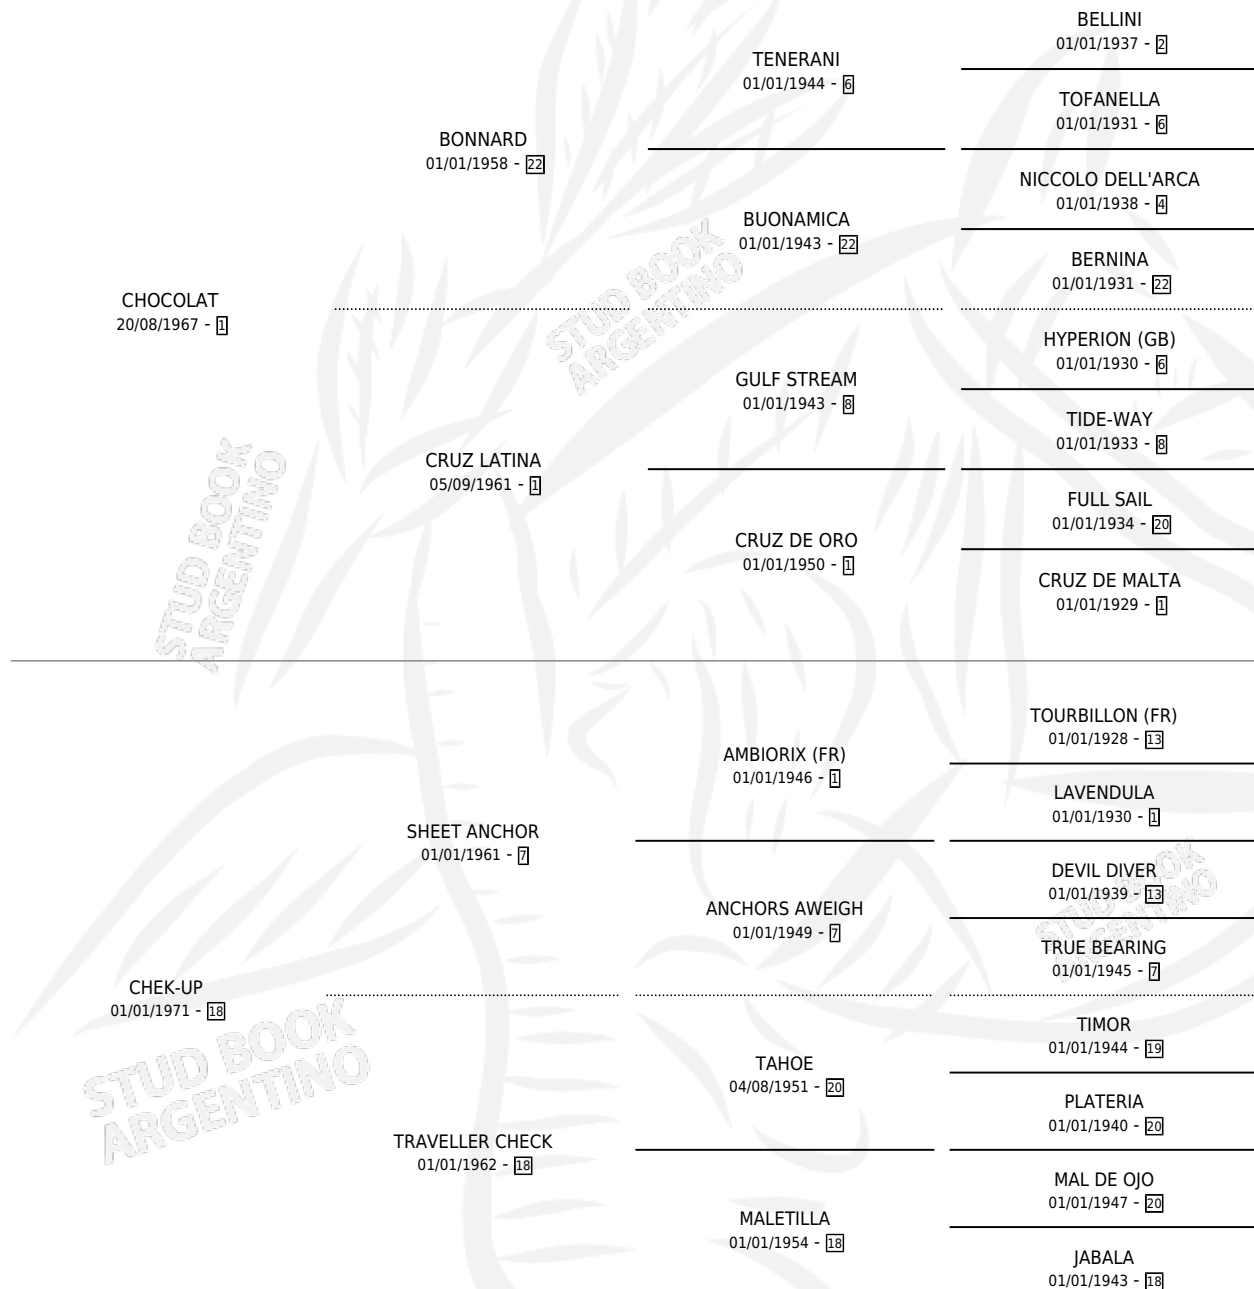 BELLINI
01/01/1937 - 2
TENERANI
01/01/1944 - 6
TOFANELLA
01/01/1931 - 6
BONNARD
01/01/1958 - 22
NICCOLO DELL'ARCA
01/01/1938 - 4
BUONAMICA
01/01/1943 - 22
BERNINA
01/01/1931 - 22
CHOCOLAT
20/08/1967 - 1
STUD BOOK
ARGENTINO
HYPERION (GB)
01/01/1930 - 6
GULF STREAM
01/01/1943 - 8
TIDE-WAY
01/01/1933 - 8
CRUZ LATINA
05/09/1961 - 1
FULL SAIL
01/01/1934 - 20
CRUZ DE ORO
01/01/1950 - 1
CRUZ DE MALTA
01/01/1929 - 1
STUD BOOK
ARGENTINO
TOURBILLON (FR)
01/01/1928 - 13
AMBIORIX (FR)
01/01/1946 - 1
LAVENDULA
01/01/1930 - 1
SHEET ANCHOR
01/01/1961 - 7
DEVIL DIVER
01/01/1939 - 13
ANCHORS AWEIGH
01/01/1949 - 7
STUD BOOK
ARGENTINO
TRUE BEARING
01/01/1945 - 7
CHEK-UP
01/01/1971 - 18
TIMOR
01/01/1944 - 19
TAHOE
04/08/1951 - 20
STUD BOOK
ARGENTINO
PLATERIA
01/01/1940 - 20
TRAVELLER CHECK
01/01/1962 - 18
MAL DE OJO
01/01/1947 - 20
MALETILLA
01/01/1954 - 18
JABALA
01/01/1943 - 18